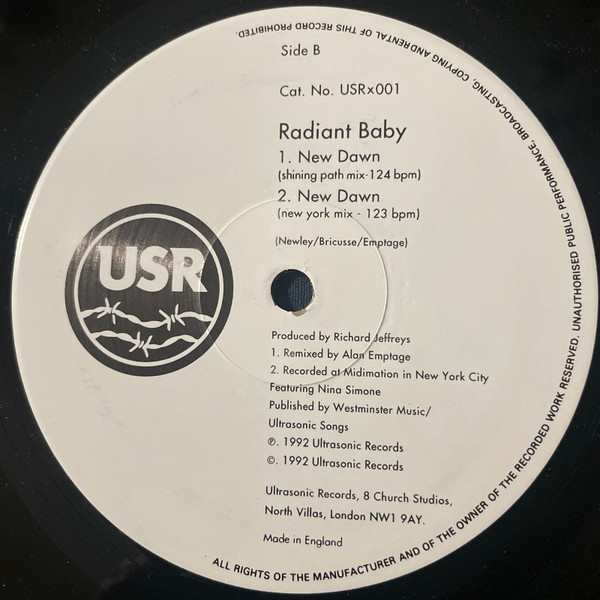 Side B
Cat. No. USRx001
Radiant Baby
1. New Dawn
(shining path mix-124 bpm)
2. New Dawn
(new york mix - 123 bpm)
(Newley/Bricusse/Emptage)
USR
Produced by Richard Jeffreys
1. Remixed by Alan Emptage
2. Recorded at Midimation in New York City
Featuring Nina Simone
Published by Westminster Music/
Ultrasonic Songs
℗. 1992 Ultrasonic Records
©. 1992 Ultrasonic Records
Ultrasonic Records, 8 Church Studios,
North Villas, London NW1 9AY.
Made in England
ALL RIGHTS OF THE MANUFACTURER AND OF THE OWNER OF THE RECORDED WORK RESERVED. UNAUTHORISED PUBLIC PERFORMANCE, BROADCASTING, COPYING AND RENTAL OF THIS RECORD PROHIBITED.